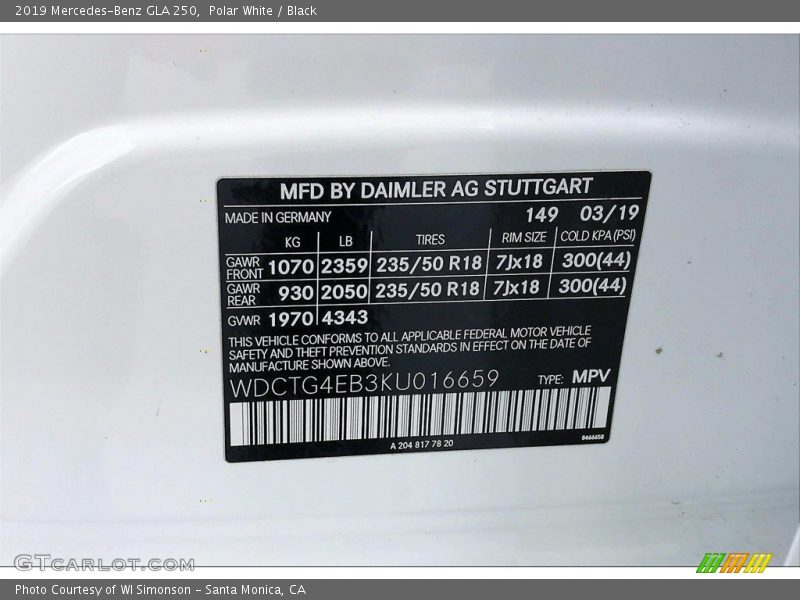 2019 Mercedes-Benz GLA 250,  Polar White / Black
MFD BY DAIMLER AG STUTTGART
MADE IN GERMANY 149 03/19
KG LB TIRES RIM SIZE COLD KPA (PSI)
GAWR FRONT 1070 2359 235/50 R18 7Jx18 300(44)
GAWR REAR 930 2050 235/50 R18 7Jx18 300(44)
GVWR 1970 4343
THIS VEHICLE CONFORMS TO ALL APPLICABLE FEDERAL MOTOR VEHICLE
SAFETY AND THEFT PREVENTION STANDARDS IN EFFECT ON THE DATE OF
MANUFACTURE SHOWN ABOVE.
WDCTG4EB3KU016659 TYPE: MPV
A 204 817 78 20 8466658
GTCARLOT.COM
Photo Courtesy of WI Simonson - Santa Monica, CA